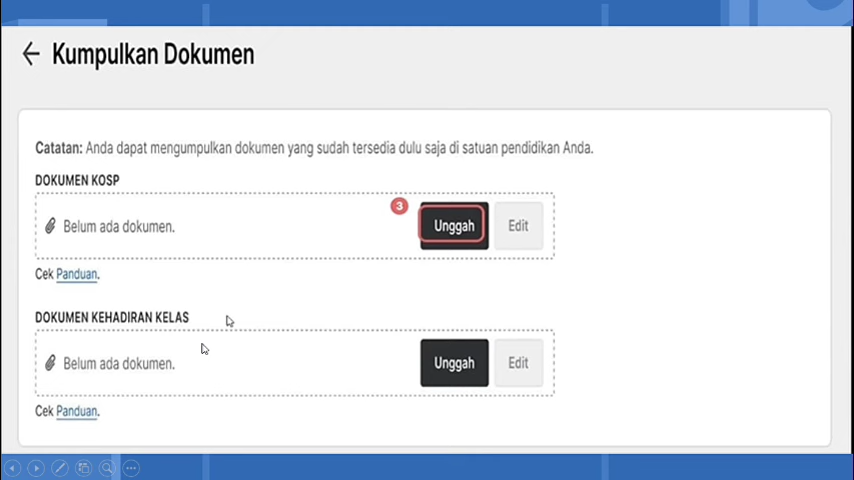 Kumpulkan Dokumen
Catatan: Anda dapat mengumpulkan dokumen yang sudah tersedia dulu saja di satuan pendidikan Anda.
DOKUMEN KOSP
Belum ada dokumen. 3 Unggah Edit
Cek Panduan.
DOKUMEN KEHADIRAN KELAS
Belum ada dokumen. Unggah Edit
Cek Panduan.